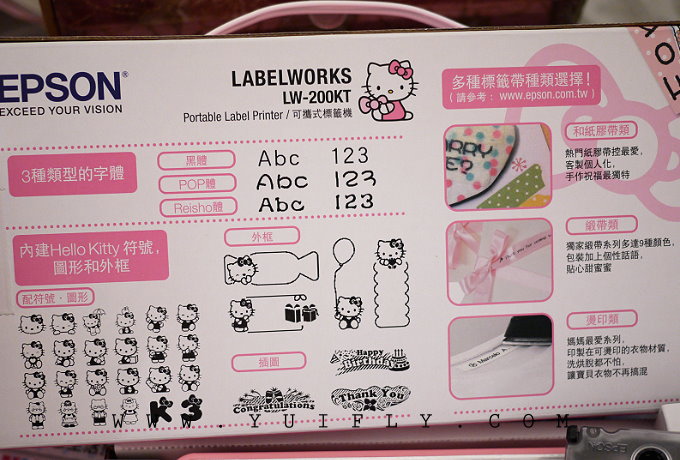 EPSON®
EXCEED YOUR VISION
LABELWORKS
LW-200KT
Portable Label Printer / 可攜式標籤機
多種標籤帶種類選擇！
( 請參考： www.epson.com.tw )
3種類型的字體
黑體 Abc 123
POP體 Abc 123
Reisho體 Abc 123
內建Hello Kitty 符號，
圖形和外框
配符號‧圖形
外框
插圖
Happy
Birthday
Congratulations
Thank You
K3
和紙膠帶類
熱門紙膠帶控最愛，
客製個人化，
手作祝福最獨特
緞帶類
獨家緞帶系列多達9種顏色，
包裝加上個性話語，
貼心甜蜜蜜
燙印類
媽媽最愛系列，
印製在可燙印的衣物材質，
洗烘脫都不怕，
讓寶貝衣物不再搞混
WWW.YUIFLY.COM
EPSON